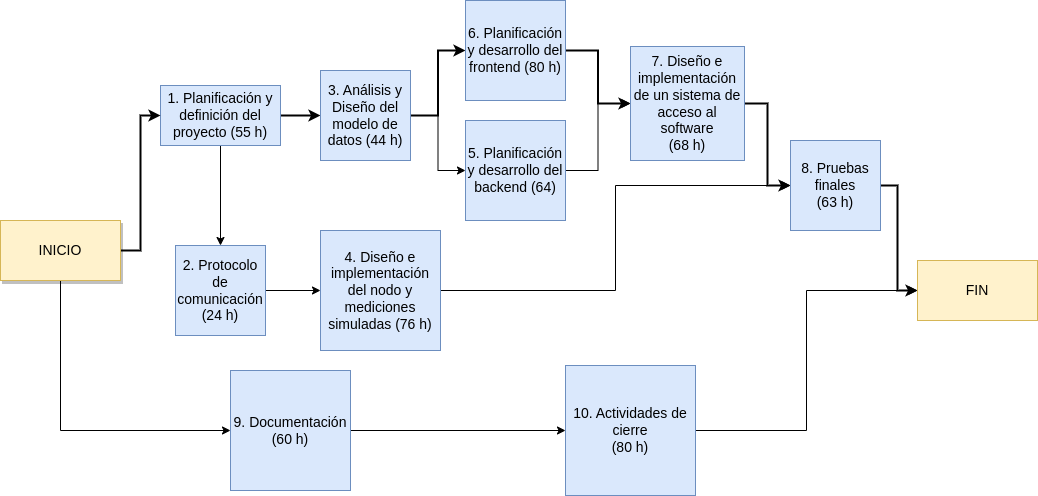 6. Planificación
y desarrollo del
frontend (80 h)
7. Diseño e
implementación
de un sistema de
acceso al
software
(68 h)
1. Planificación y
definición del
proyecto (55 h)
3. Análisis y
Diseño del
modelo de
datos (44 h)
5. Planificación
y desarrollo del
backend (64)
8. Pruebas
finales
(63 h)
INICIO
2. Protocolo
de
comunicación
(24 h)
4. Diseño e
implementación
del nodo y
mediciones
simuladas (76 h)
FIN
9. Documentación
(60 h)
10. Actividades de
cierre
(80 h)